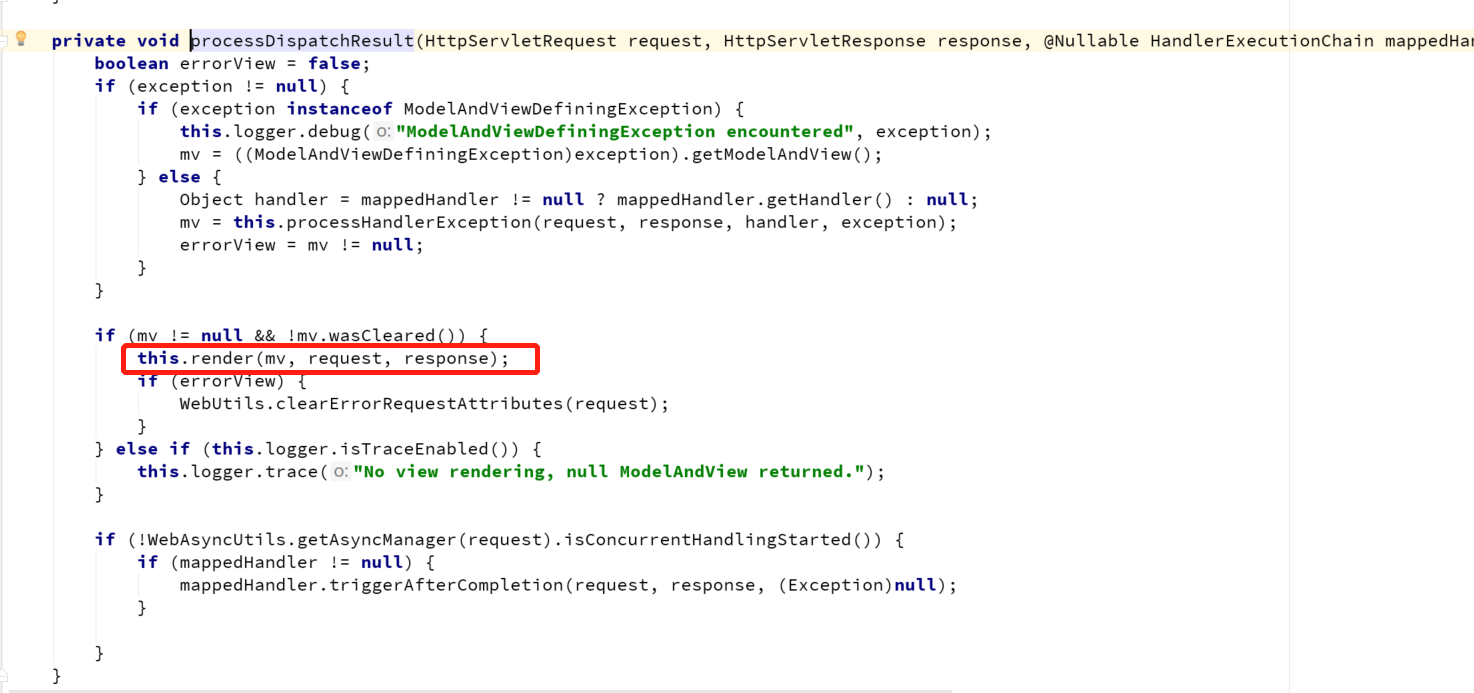 private void processDispatchResult(HttpServletRequest request, HttpServletResponse response, @Nullable HandlerExecutionChain
boolean errorView = false;
if (exception != null) {
if (exception instanceof ModelAndViewDefiningException) {
this.logger.debug( o: "ModelAndViewDefiningException encountered", exception);
mv = ((ModelAndViewDefiningException)exception).getModelAndView();
} else {
Object handler = mappedHandler != null ? mappedHandler.getHandler() : null;
mv = this.processHandlerException(request, response, handler, exception);
errorView = mv != null;
}
}
if (mv != null && !mv.wasCleared()) {
this.render(mv, request, response);
if (errorView) {
WebUtils.clearErrorRequestAttributes(request);
}
} else if (this.logger.isTraceEnabled()) {
this.logger.trace( o: "No view rendering, null ModelAndView returned.");
}
if (!WebAsyncUtils.getAsyncManager(request).isConcurrentHandlingStarted()) {
if (mappedHandler != null) {
mappedHandler.triggerAfterCompletion(request, response, (Exception)null);
}
}
}